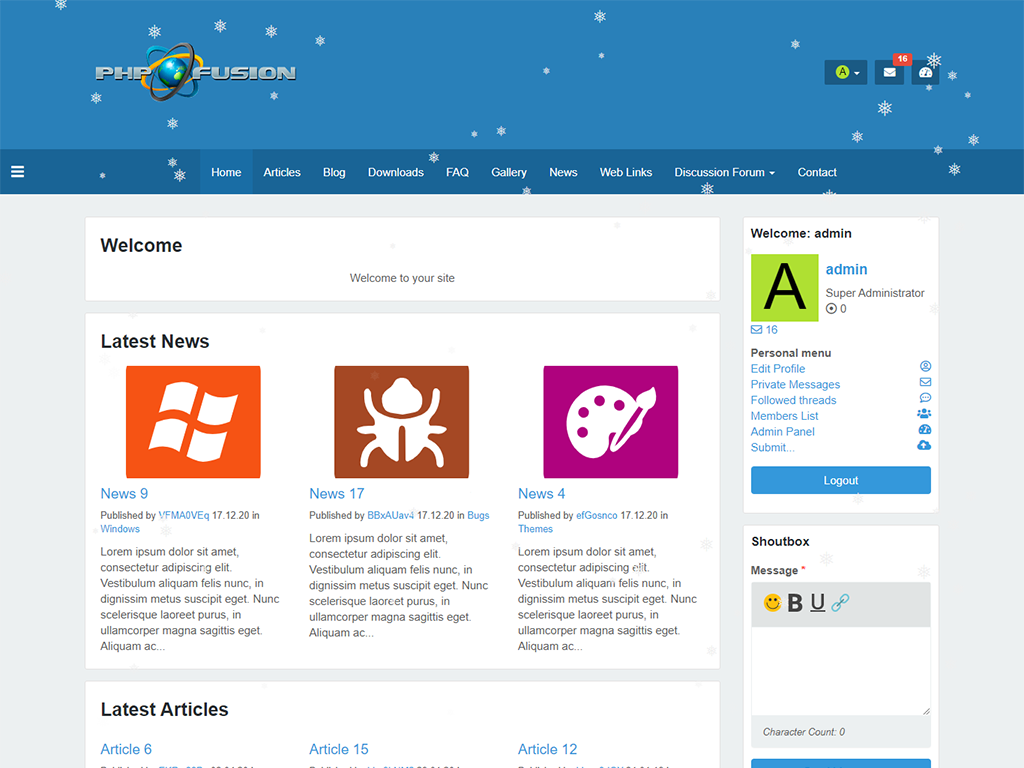 PHP FUSION
A
16
Home Articles Blog Downloads FAQ Gallery News Web Links Discussion Forum Contact
Welcome
Welcome to your site
Latest News
News 9
Published by VFMA0VEq 17.12.20 in
Windows
Lorem ipsum dolor sit amet,
consectetur adipiscing elit.
Vestibulum aliquam felis nunc, in
dignissim metus suscipit eget. Nunc
scelerisque laoreet purus, in
ullamcorper magna sagittis eget.
Aliquam ac...
News 17
Published by BBxAUav4 17.12.20 in Bugs
Lorem ipsum dolor sit amet,
consectetur adipiscing elit.
Vestibulum aliquam felis nunc, in
dignissim metus suscipit eget. Nunc
scelerisque laoreet purus, in
ullamcorper magna sagittis eget.
Aliquam ac...
News 4
Published by efGosnco 17.12.20 in
Themes
Lorem ipsum dolor sit amet,
consectetur adipiscing elit.
Vestibulum aliquam felis nunc, in
dignissim metus suscipit eget. Nunc
scelerisque laoreet purus, in
ullamcorper magna sagittis eget.
Aliquam ac...
Latest Articles
Article 6
Article 15
Article 12
Welcome: admin
A
admin
Super Administrator
0
16
Personal menu
Edit Profile
Private Messages
Followed threads
Members List
Admin Panel
Submit...
Logout
Shoutbox
Message *
B U
Character Count: 0